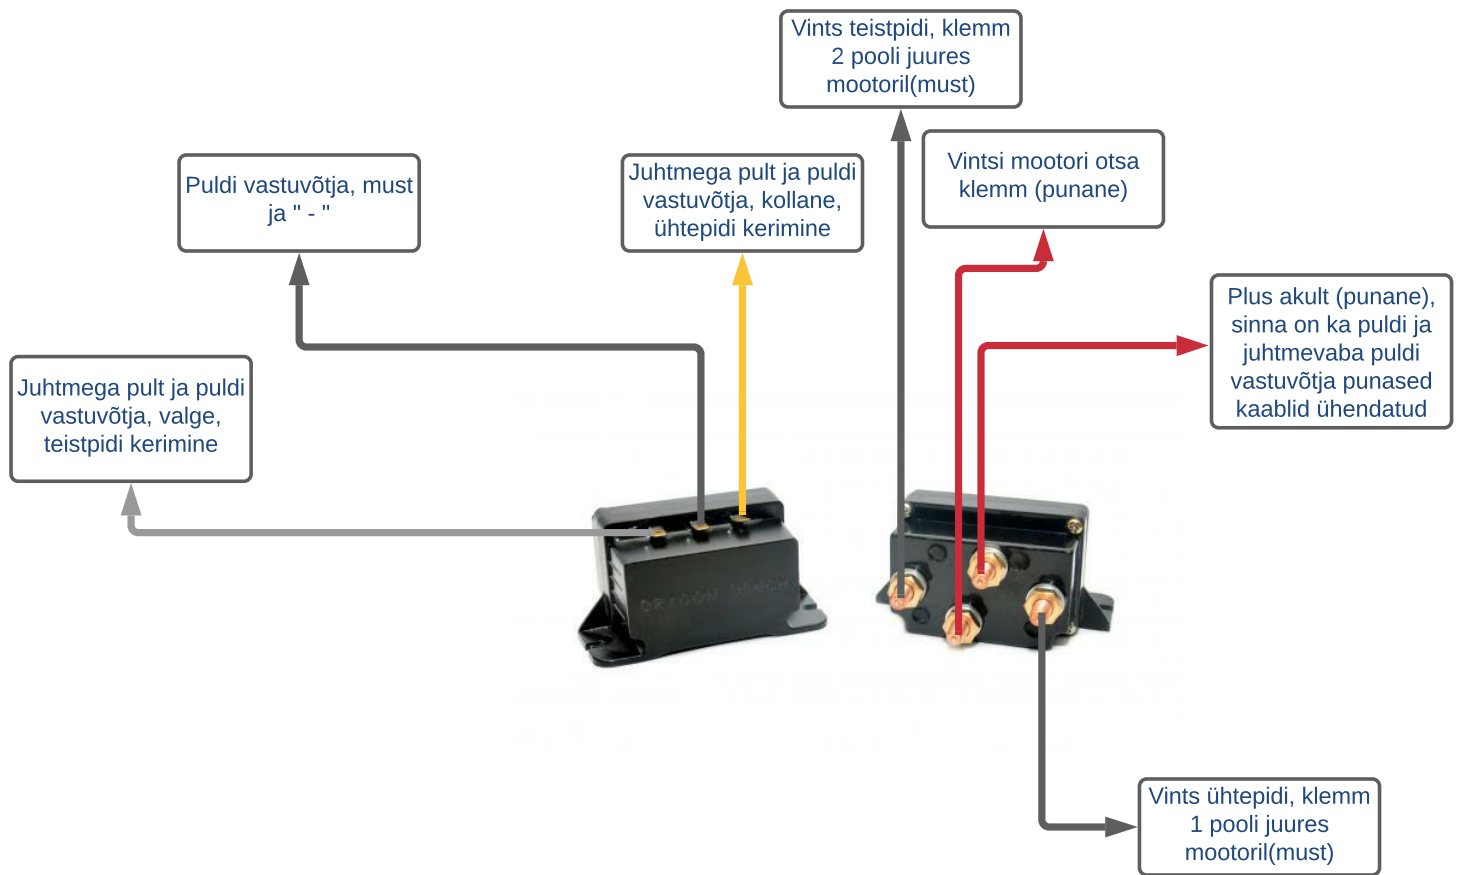 Vints teistpidi, klemm
2 pooli juures
mootoril(must)
Vintsi mootori otsa
klemm (punane)
Puldi vastuvõtja, must
ja " - "
Juhtmega pult ja puldi
vastuvõtja, kollane,
ühtepidi kerimine
Plus akult (punane),
sinna on ka puldi ja
juhtmevaba puldi
vastuvõtja punased
kaablid ühendatud
Juhtmega pult ja puldi
vastuvõtja, valge,
teistpidi kerimine
DRAGON WINCH
Vints ühtepidi, klemm
1 pooli juures
mootoril(must)